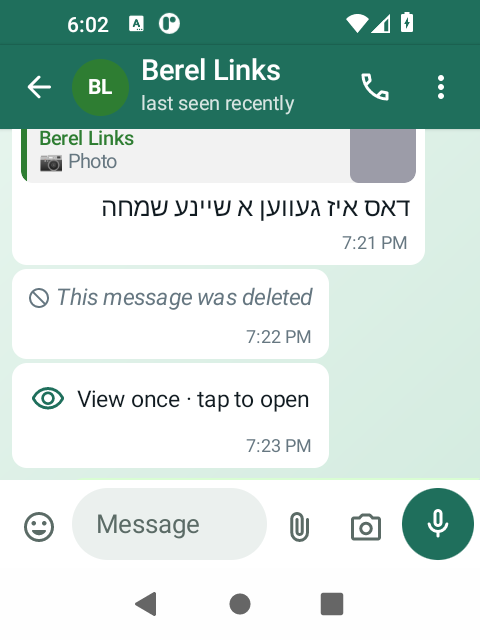 6:02
A
BL
Berel Links
last seen recently
Berel Links
📷 Photo
דאס איז געווען א שיינע שמחה
7:21 PM
This message was deleted
7:22 PM
View once · tap to open
7:23 PM
Message